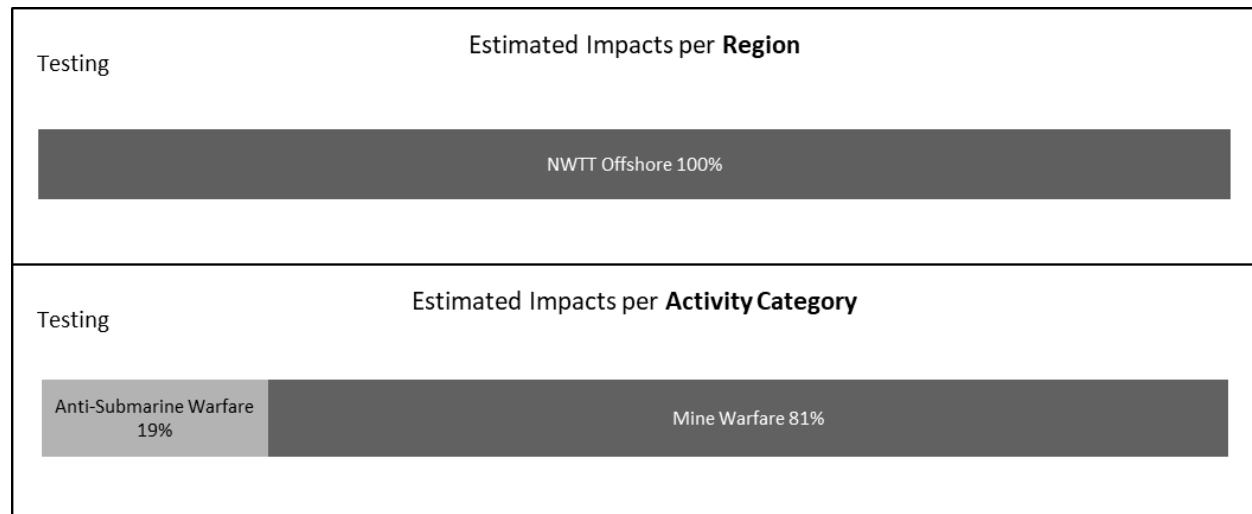 Estimated Impacts per Region
Testing
NWTT Offshore 100%
Estimated Impacts per Activity Category
Testing
Anti-Submarine Warfare
19%
Mine Warfare 81%